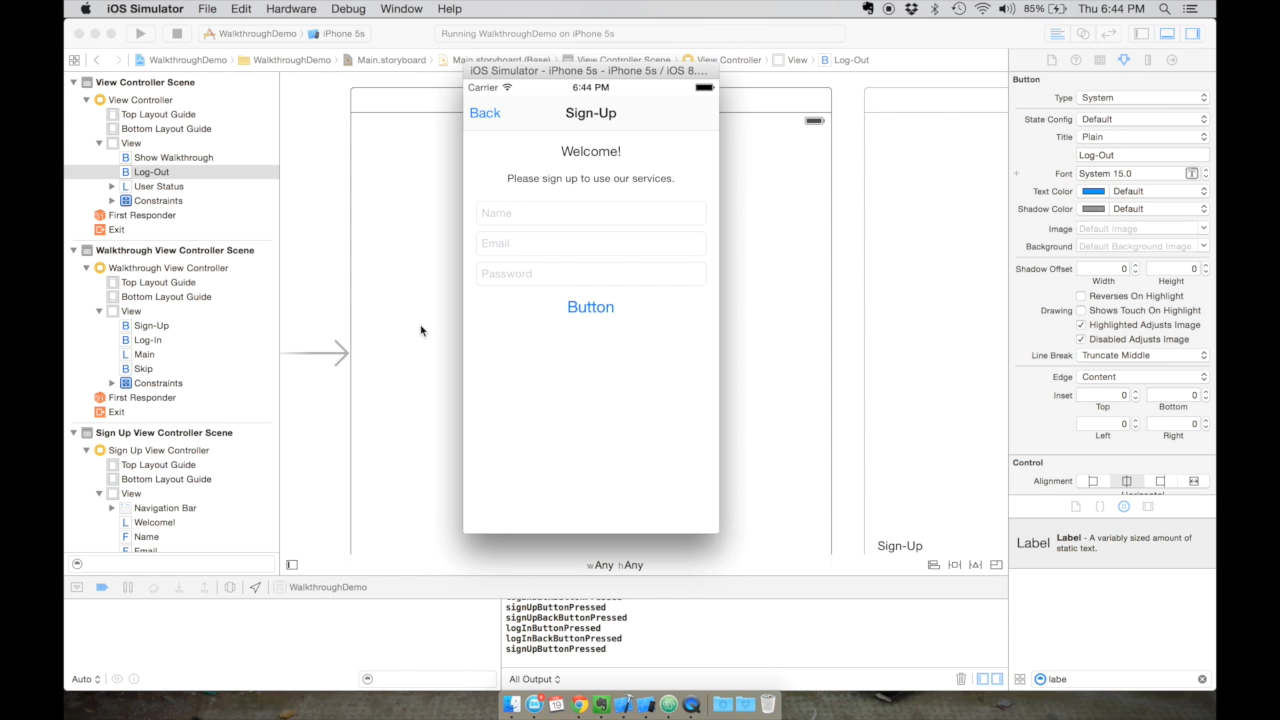 iOS Simulator File Edit Hardware Debug Window Help 85% Thu 6:44 PM
WalkthroughDemo iPhone 5s Running WalkthroughDemo on iPhone 5s
WalkthroughDemo WalkthroughDemo Main.storyboard Main.storyboard (Base) View Controller Scene View Controller View Log-Out
View Controller Scene
View Controller
Top Layout Guide
Bottom Layout Guide
View
B Show Walkthrough
B Log-Out
L User Status
Constraints
First Responder
Exit
Walkthrough View Controller Scene
Walkthrough View Controller
Top Layout Guide
Bottom Layout Guide
View
B Sign-Up
B Log-In
L Main
B Skip
Constraints
First Responder
Exit
Sign Up View Controller Scene
Sign Up View Controller
Top Layout Guide
Bottom Layout Guide
View
Navigation Bar
L Welcome!
F Name
F Email
iOS Simulator - iPhone 5s - iPhone 5s / iOS 8....
Carrier 6:44 PM
Back Sign-Up
Welcome!
Please sign up to use our services.
Name
Email
Password
Button
Sign-Up
wAny hAny
Button
Type System
State Config Default
Title Plain
Log-Out
Font System 15.0 T
Text Color Default
Shadow Color Default
Image Default Image
Background Default Background Image
Shadow Offset 0 0
Width Height
Reverses On Highlight
Drawing Shows Touch On Highlight
Highlighted Adjusts Image
Disabled Adjusts Image
Line Break Truncate Middle
Edge Content
Inset 0 0
Top Bottom
0 0
Left Right
Control
Alignment
Horizontal
Label Label - A variably sized amount of
static text.
WalkthroughDemo
signUpButtonPressed
signUpBackButtonPressed
logInButtonPressed
logInBackButtonPressed
signUpButtonPressed
Auto All Output labe
19